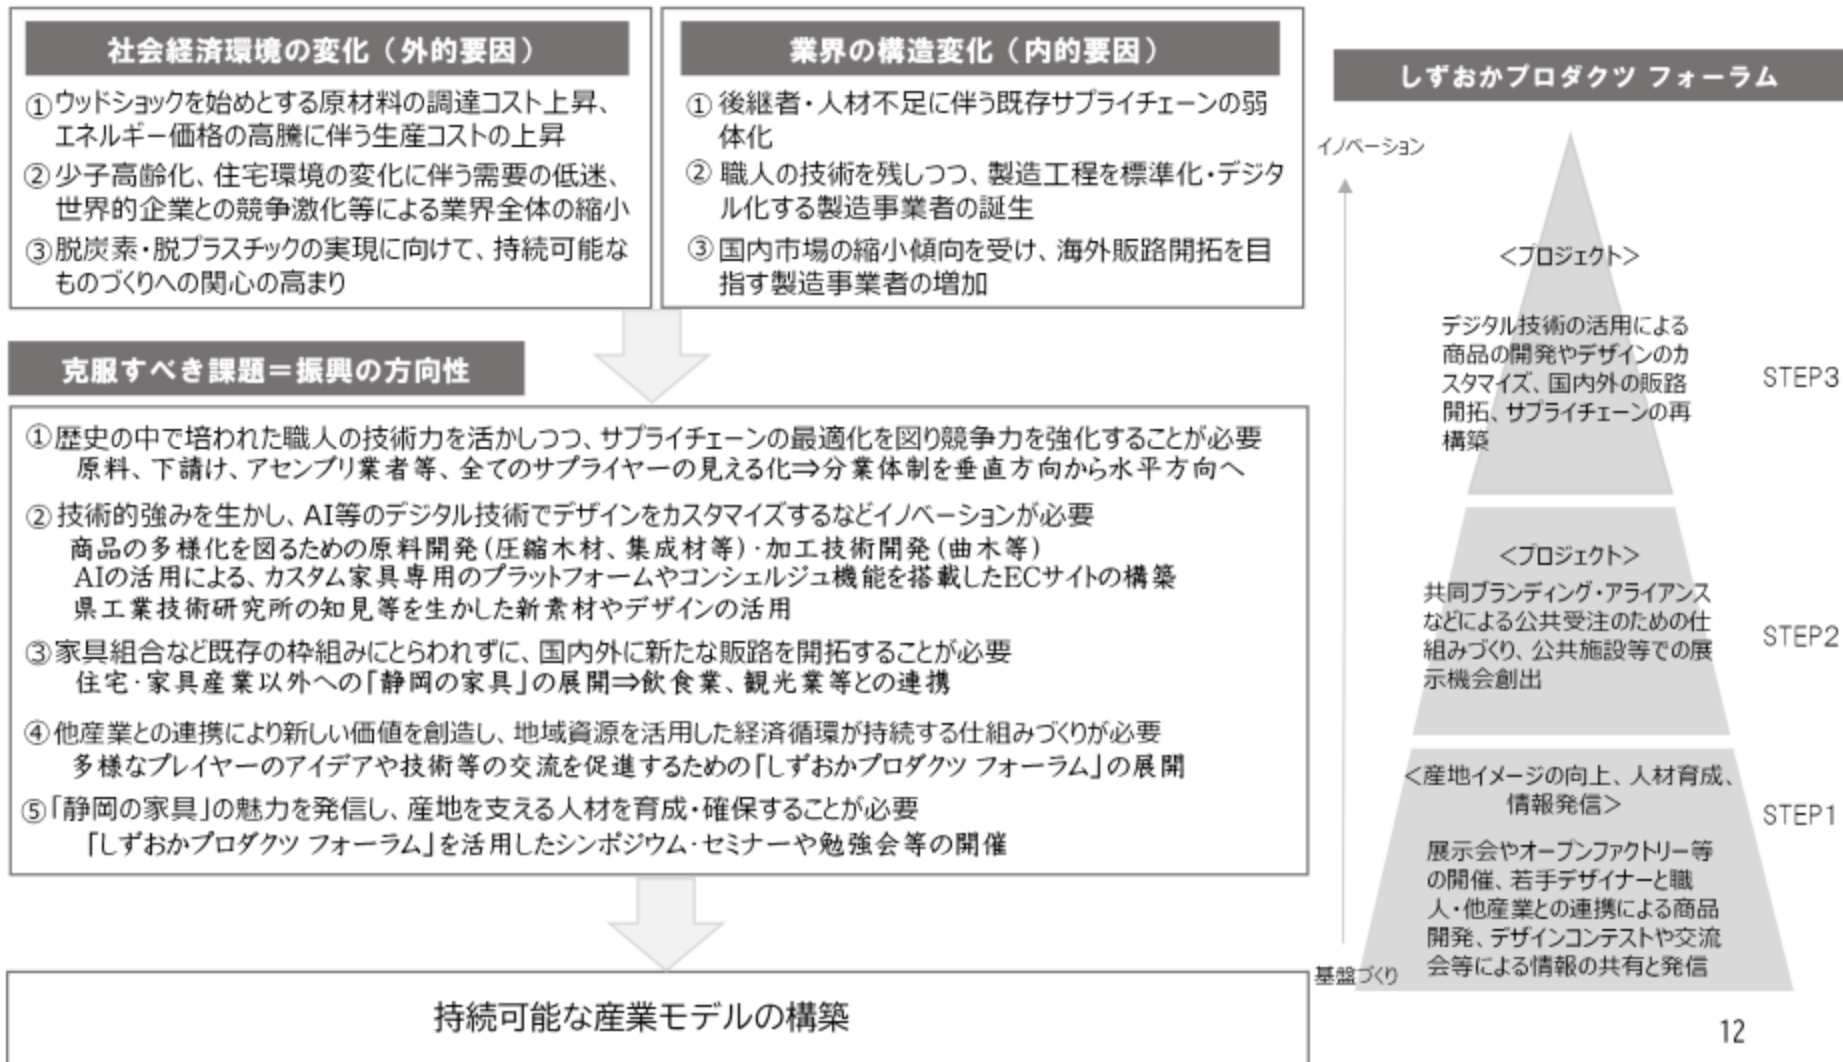 社会経済環境の変化（外的要因）
①ウッドショックを始めとする原材料の調達コスト上昇、
エネルギー価格の高騰に伴う生産コストの上昇
②少子高齢化、住宅環境の変化に伴う需要の低迷、
世界的企業との競争激化等による業界全体の縮小
③脱炭素・脱プラスチックの実現に向けて、持続可能な
ものづくりへの関心の高まり
業界の構造変化（内的要因）
① 後継者・人材不足に伴う既存サプライチェーンの弱
体化
② 職人の技術を残しつつ、製造工程を標準化・デジタ
ル化する製造事業者の誕生
③ 国内市場の縮小傾向を受け、海外販路開拓を目
指す製造事業者の増加
克服すべき課題＝振興の方向性
①歴史の中で培われた職人の技術力を活かしつつ、サプライチェーンの最適化を図り競争力を強化することが必要
原料、下請け、アセンブリ業者等、全てのサプライヤーの見える化⇒分業体制を垂直方向から水平方向へ
② 技術的強みを生かし、AI等のデジタル技術でデザインをカスタマイズするなどイノベーションが必要
商品の多様化を図るための原料開発(圧縮木材、集成材等)・加工技術開発(曲木等)
AIの活用による、カスタム家具専用のプラットフォームやコンシェルジュ機能を搭載したECサイトの構築
県工業技術研究所の知見等を生かした新素材やデザインの活用
③家具組合など既存の枠組みにとらわれずに、国内外に新たな販路を開拓することが必要
住宅・家具産業以外への「静岡の家具」の展開⇒飲食業、観光業等との連携
④他産業との連携により新しい価値を創造し、地域資源を活用した経済循環が持続する仕組みづくりが必要
多様なプレイヤーのアイデアや技術等の交流を促進するための「しずおかプロダクツ フォーラム」の展開
⑤「静岡の家具」の魅力を発信し、産地を支える人材を育成・確保することが必要
「しずおかプロダクツ フォーラム」を活用したシンポジウム・セミナーや勉強会等の開催
持続可能な産業モデルの構築
しずおかプロダクツ フォーラム
イノベーション
＜プロジェクト＞
デジタル技術の活用による
商品の開発やデザインのカ
スタマイズ、国内外の販路
開拓、サプライチェーンの再
構築
STEP3
＜プロジェクト＞
共同ブランディング・アライアンス
などによる公共受注のための仕
組みづくり、公共施設等での展
示機会創出
STEP2
＜産地イメージの向上、人材育成、
情報発信＞
STEP1
展示会やオープンファクトリー等
の開催、若手デザイナーと職
人・他産業との連携による商品
開発、デザインコンテストや交流
会等による情報の共有と発信
基盤づくり
12